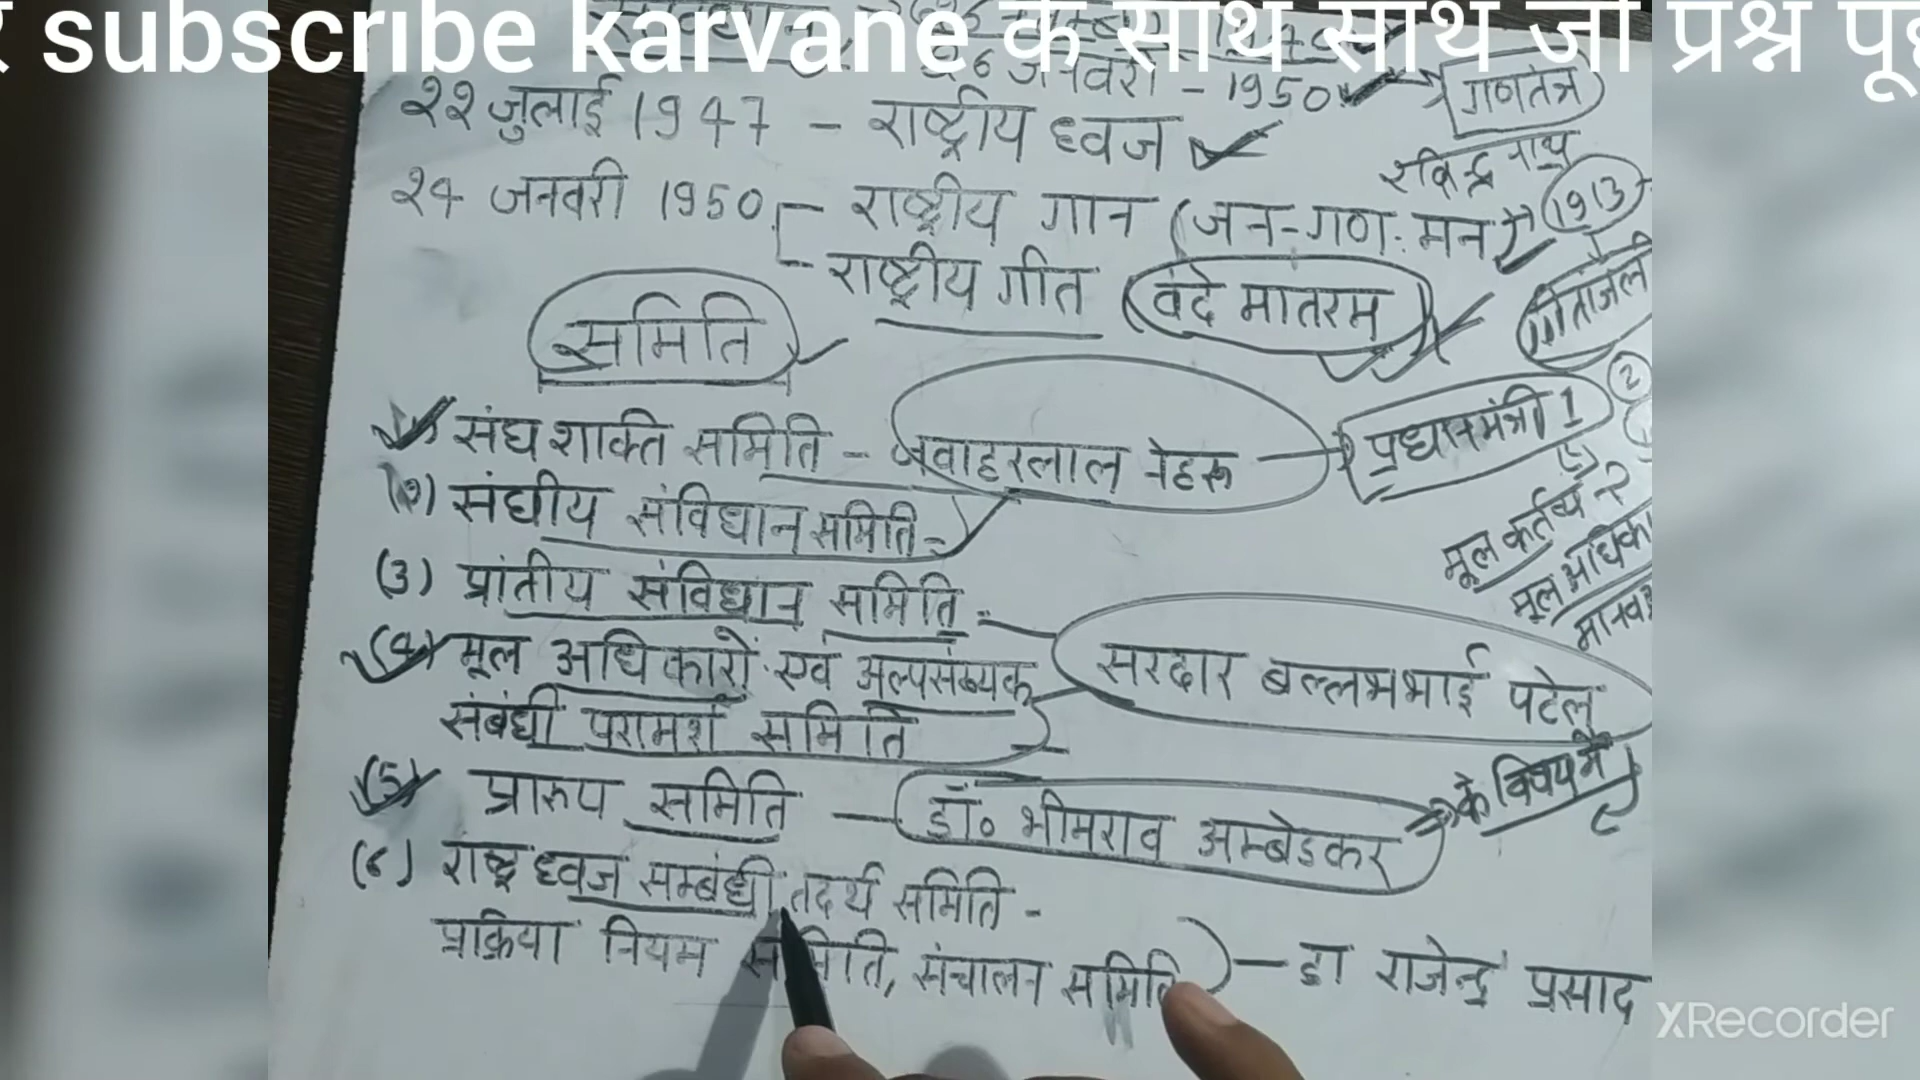 subscribe karvane के साथ साथ जो प्रश्न
26 जनवरी - 1950 गणतंत्र
22 जुलाई 1947 - राष्ट्रीय ध्वज
रविन्द्र नाथ
24 जनवरी 1950 - राष्ट्रीय गान (जन-गण-मन) 1913
- राष्ट्रीय गीत (वंदे मातरम)
समिति
संघ शक्ति समिति - जवाहरलाल नेहरू प्रधानमंत्री 1
2
(2) संघीय संविधान समिति -
मूल कर्तव्य
(3) प्रांतीय संविधान समिति -
(4) मूल अधिकारों एवं अल्पसंख्यक
संबंधी परामर्श समिति - सरदार बल्लभभाई पटेल
(5) प्रारुप समिति - डॉ० भीमराव अम्बेडकर के विषय में
(6) राष्ट्र ध्वज सम्बंधी तदर्थ समिति -
प्रक्रिया नियम समिति, संचालन समिति - डा राजेन्द्र प्रसाद
XRecorder